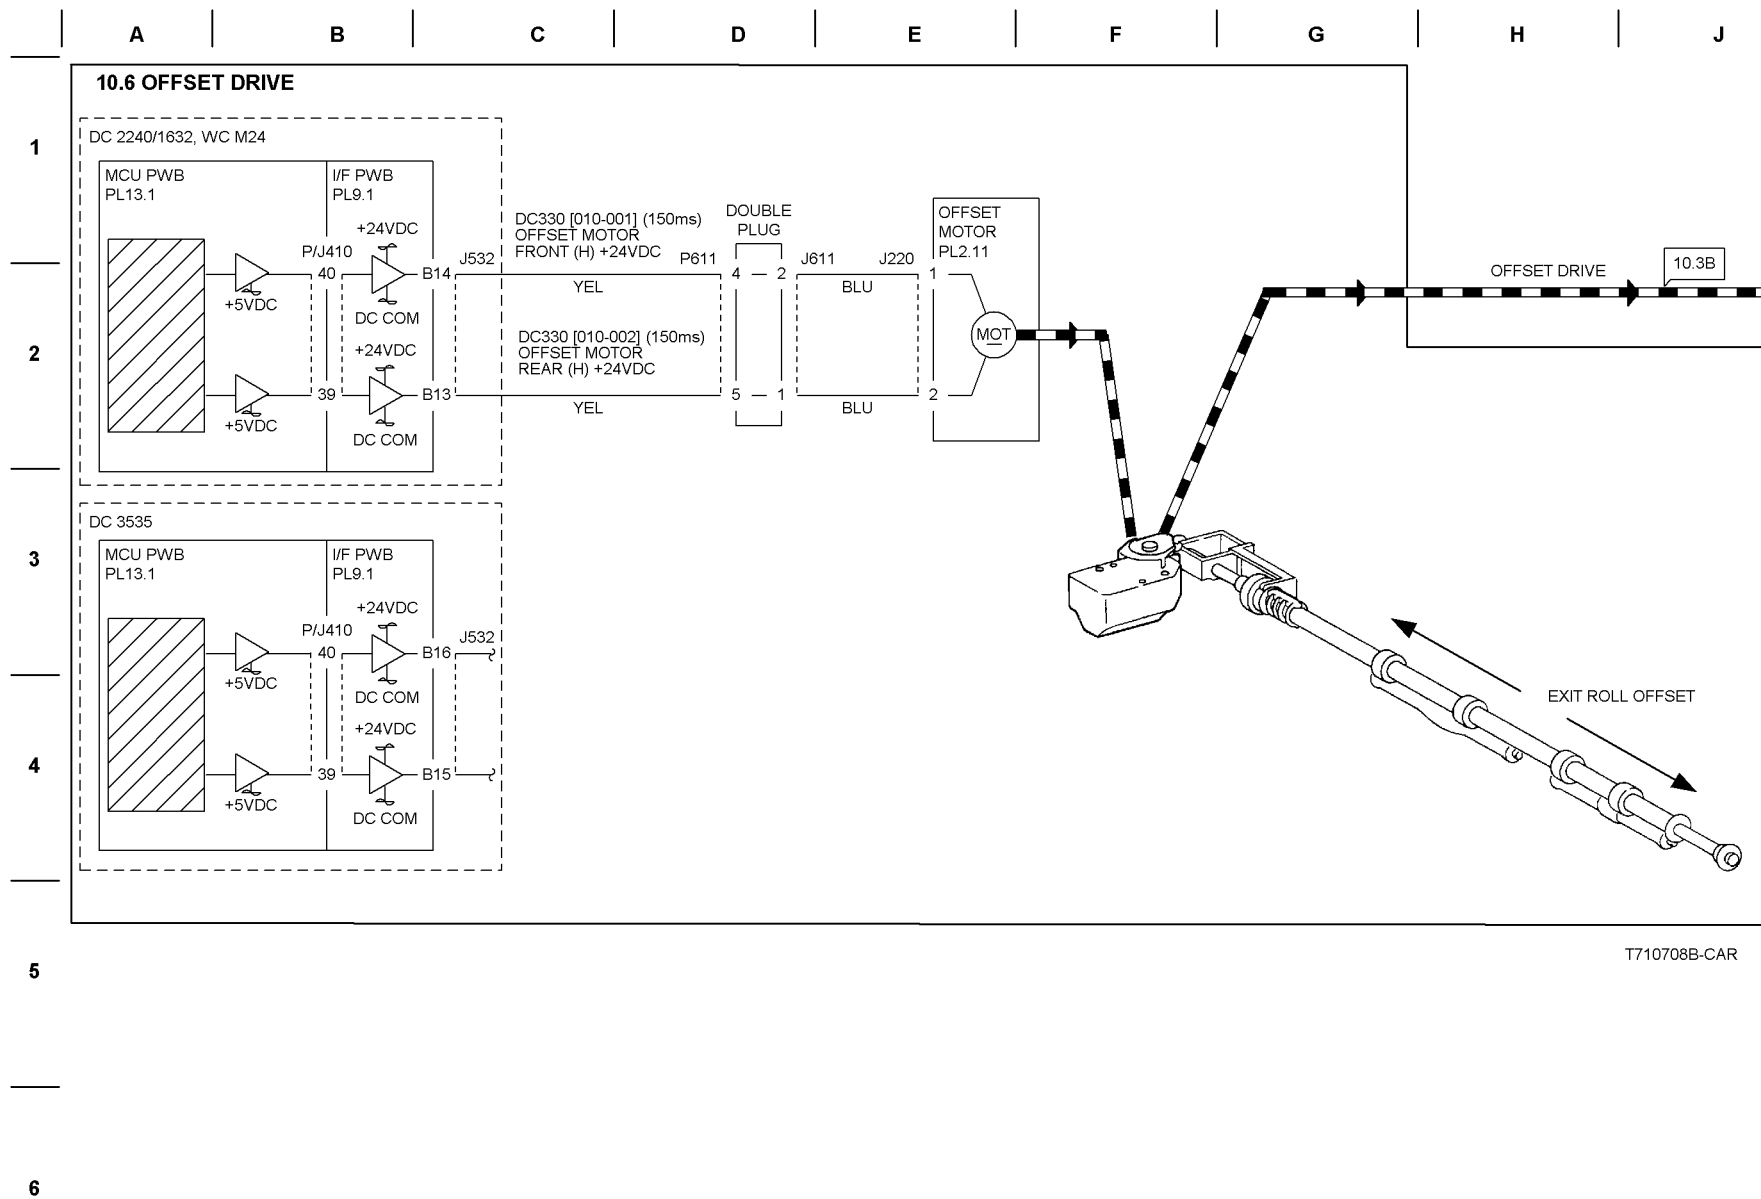 A B C D E F G H J
10.6 OFFSET DRIVE
1
DC 2240/1632, WC M24
MCU PWB
PL13.1
I/F PWB
PL9.1
+24VDC
P/J410
40
+5VDC
DC COM
B14
J532
DC330 [010-001] (150ms)
OFFSET MOTOR
FRONT (H) +24VDC
YEL
P611
DOUBLE
PLUG
4 2
J611
J220
BLU
1
OFFSET
MOTOR
PL2.11
MOT
OFFSET DRIVE
10.3B
2
+24VDC
39
+5VDC
DC COM
B13
DC330 [010-002] (150ms)
OFFSET MOTOR
REAR (H) +24VDC
YEL
5 1
BLU
2
3
DC 3535
MCU PWB
PL13.1
I/F PWB
PL9.1
+24VDC
P/J410
40
+5VDC
DC COM
B16
J532
EXIT ROLL OFFSET
4
+24VDC
39
+5VDC
DC COM
B15
T710708B-CAR
5
6